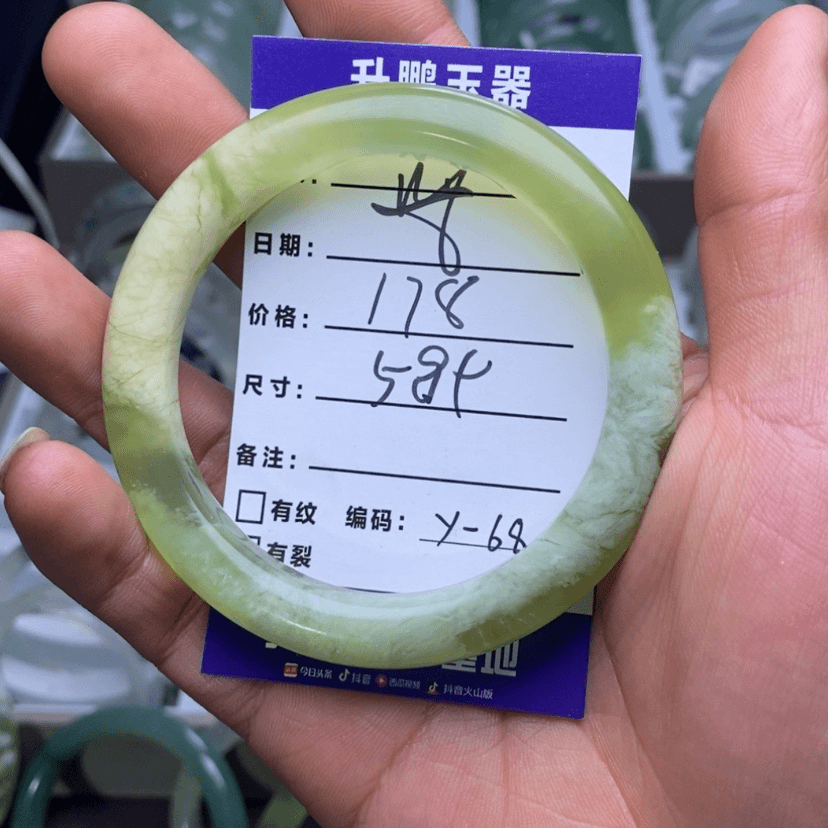 升鹏玉器
日期：
价格： 178
尺寸： 584
备注：
有纹 编码： Y-68
有裂
今日头条 抖音 西瓜视频 抖音火山版